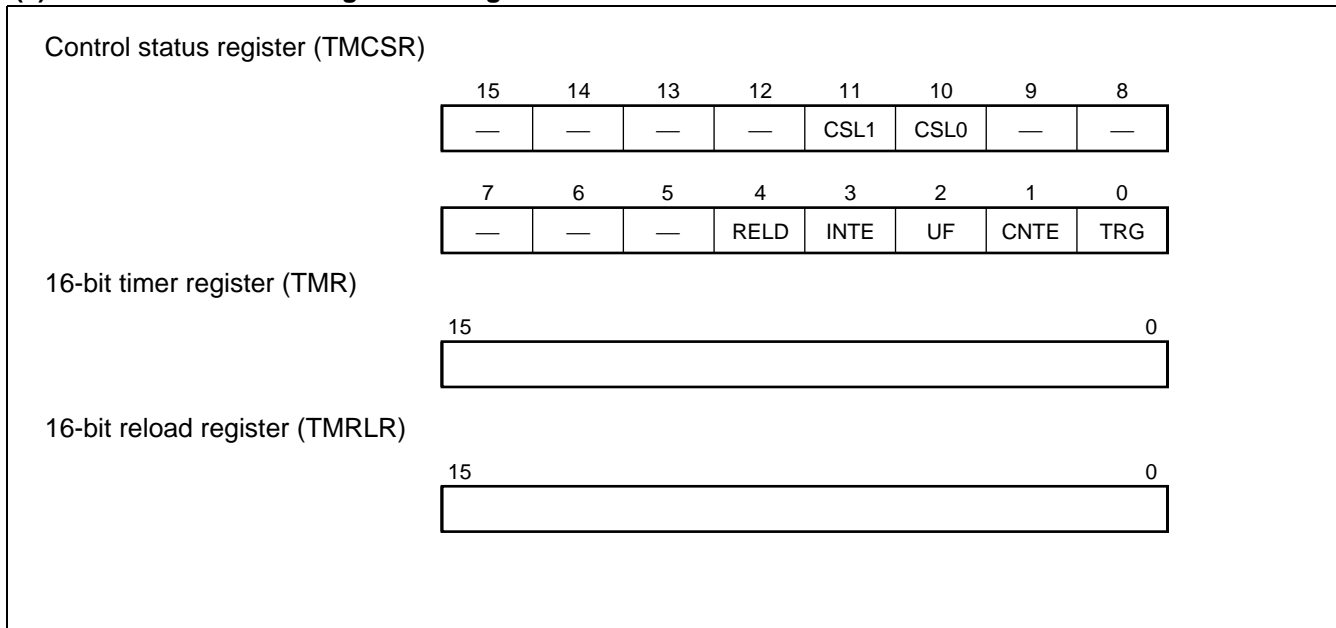 Control status register (TMCSR)
15 14 13 12 11 10 9 8
— — — — CSL1 CSL0 — —
7 6 5 4 3 2 1 0
— — — RELD INTE UF CNTE TRG
16-bit timer register (TMR)
15 0
16-bit reload register (TMRLR)
15 0